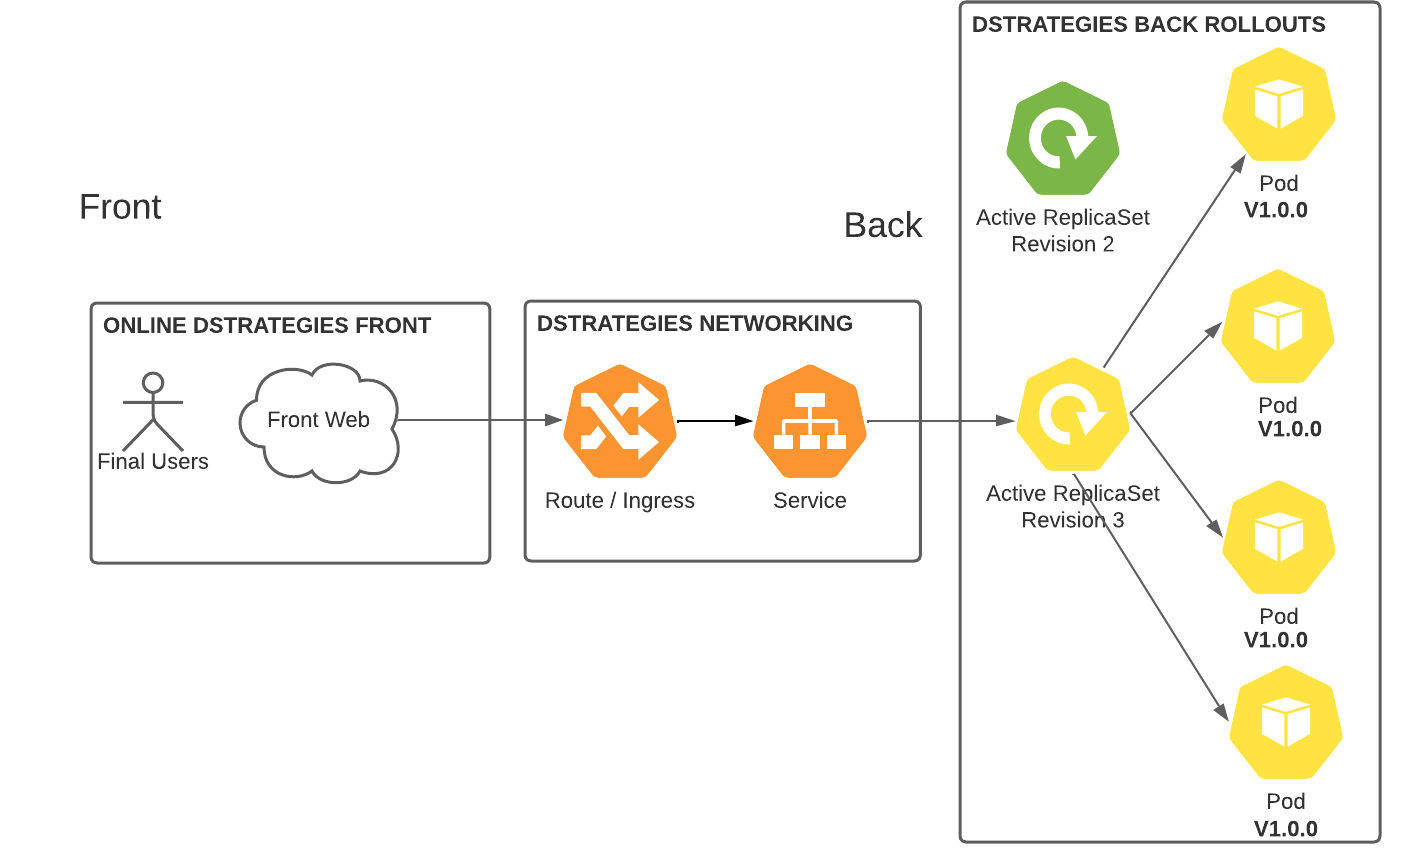 Front
Back
ONLINE DSTRATEGIES FRONT
Final Users
Front Web
DSTRATEGIES NETWORKING
Route / Ingress
Service
DSTRATEGIES BACK ROLLOUTS
Active ReplicaSet
Revision 2
Active ReplicaSet
Revision 3
Pod
V1.0.0
Pod
V1.0.0
Pod
V1.0.0
Pod
V1.0.0